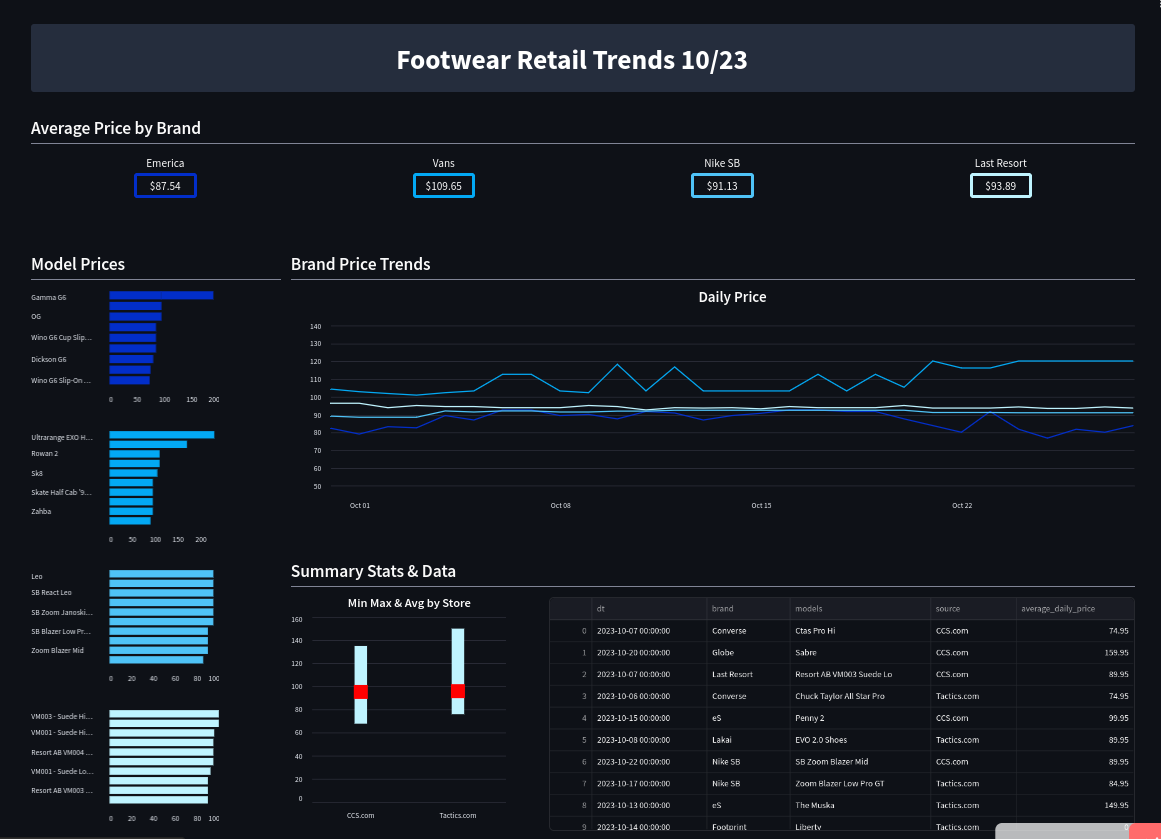 Footwear Retail Trends 10/23
Average Price by Brand
Emerica Vans Nike SB Last Resort
$87.54 $109.65 $91.13 $93.89
Model Prices
Gamma G6
OG
Wino G6 Cup Slip...
Dickson G6
Wino G6 Slip-On ...
0 50 100 150 200
Ultrarange EXO H...
Rowan 2
Sk8
Skate Half Cab '9...
Zahba
0 50 100 150 200
Leo
SB React Leo
SB Zoom Janoski...
SB Blazer Low Pr...
Zoom Blazer Mid
0 20 40 60 80 100
VM003 - Suede Hi...
VM001 - Suede Hi...
Resort AB VM004 ...
VM001 - Suede Lo...
Resort AB VM003 ...
0 20 40 60 80 100
Brand Price Trends
Daily Price
140
130
120
110
100
90
80
70
60
50
Oct 01 Oct 08 Oct 15 Oct 22
Summary Stats & Data
Min Max & Avg by Store
160
140
120
100
80
60
40
20
0
CCS.com Tactics.com
dt brand models source average_daily_price
0 2023-10-07 00:00:00 Converse Ctas Pro Hi CCS.com 74.95
1 2023-10-20 00:00:00 Globe Sabre CCS.com 159.95
2 2023-10-07 00:00:00 Last Resort Resort AB VM003 Suede Lo CCS.com 89.95
3 2023-10-06 00:00:00 Converse Chuck Taylor All Star Pro Tactics.com 74.95
4 2023-10-15 00:00:00 eS Penny 2 CCS.com 99.95
5 2023-10-08 00:00:00 Lakai EVO 2.0 Shoes Tactics.com 89.95
6 2023-10-22 00:00:00 Nike SB SB Zoom Blazer Mid CCS.com 89.95
7 2023-10-17 00:00:00 Nike SB Zoom Blazer Low Pro GT Tactics.com 84.95
8 2023-10-13 00:00:00 eS The Muska Tactics.com 149.95
9 2023-10-14 00:00:00 Footprint Liberty Tactics.com